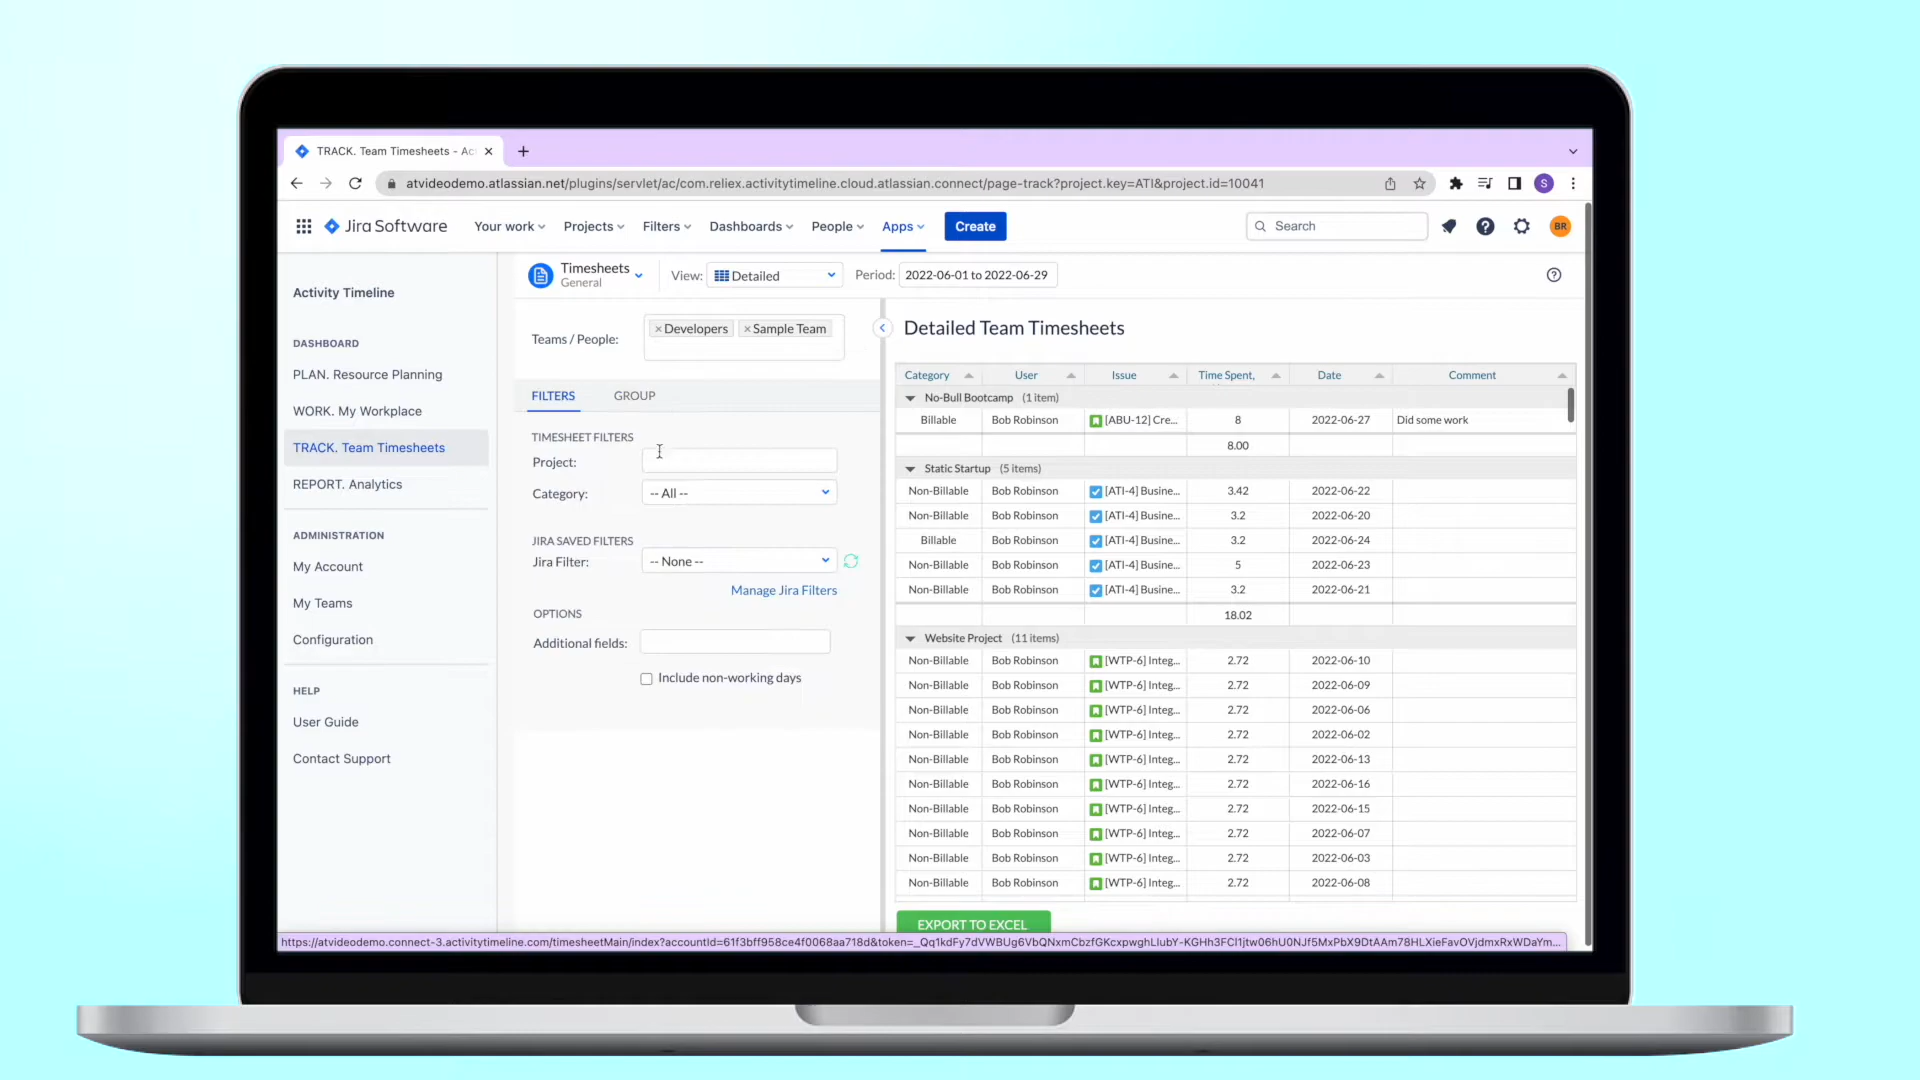 TRACK. Team Timesheets - Ac
atvideodemo.atlassian.net/plugins/servlet/ac/com.reliex.activitytimeline.cloud.atlassian.connect/page-track?project.key=ATI&project.id=10041
S
Jira Software Your work Projects Filters Dashboards People Apps Create Search BR
Activity Timeline
DASHBOARD
PLAN. Resource Planning
WORK. My Workplace
TRACK. Team Timesheets
REPORT. Analytics
ADMINISTRATION
My Account
My Teams
Configuration
HELP
User Guide
Contact Support
Timesheets
General
View: Detailed Period: 2022-06-01 to 2022-06-29
Teams / People: ×Developers ×Sample Team
FILTERS GROUP
TIMESHEET FILTERS
Project:
Category: -- All --
JIRA SAVED FILTERS
Jira Filter: -- None --
Manage Jira Filters
OPTIONS
Additional fields:
Include non-working days
Detailed Team Timesheets
Category User Issue Time Spent, Date Comment
No-Bull Bootcamp (1 item)
Billable Bob Robinson [ABU-12] Cre... 8 2022-06-27 Did some work
8.00
Static Startup (5 items)
Non-Billable Bob Robinson [ATI-4] Busine... 3.42 2022-06-22
Non-Billable Bob Robinson [ATI-4] Busine... 3.2 2022-06-20
Billable Bob Robinson [ATI-4] Busine... 3.2 2022-06-24
Non-Billable Bob Robinson [ATI-4] Busine... 5 2022-06-23
Non-Billable Bob Robinson [ATI-4] Busine... 3.2 2022-06-21
18.02
Website Project (11 items)
Non-Billable Bob Robinson [WTP-6] Integ... 2.72 2022-06-10
Non-Billable Bob Robinson [WTP-6] Integ... 2.72 2022-06-09
Non-Billable Bob Robinson [WTP-6] Integ... 2.72 2022-06-06
Non-Billable Bob Robinson [WTP-6] Integ... 2.72 2022-06-02
Non-Billable Bob Robinson [WTP-6] Integ... 2.72 2022-06-13
Non-Billable Bob Robinson [WTP-6] Integ... 2.72 2022-06-16
Non-Billable Bob Robinson [WTP-6] Integ... 2.72 2022-06-15
Non-Billable Bob Robinson [WTP-6] Integ... 2.72 2022-06-07
Non-Billable Bob Robinson [WTP-6] Integ... 2.72 2022-06-03
Non-Billable Bob Robinson [WTP-6] Integ... 2.72 2022-06-08
EXPORT TO EXCEL